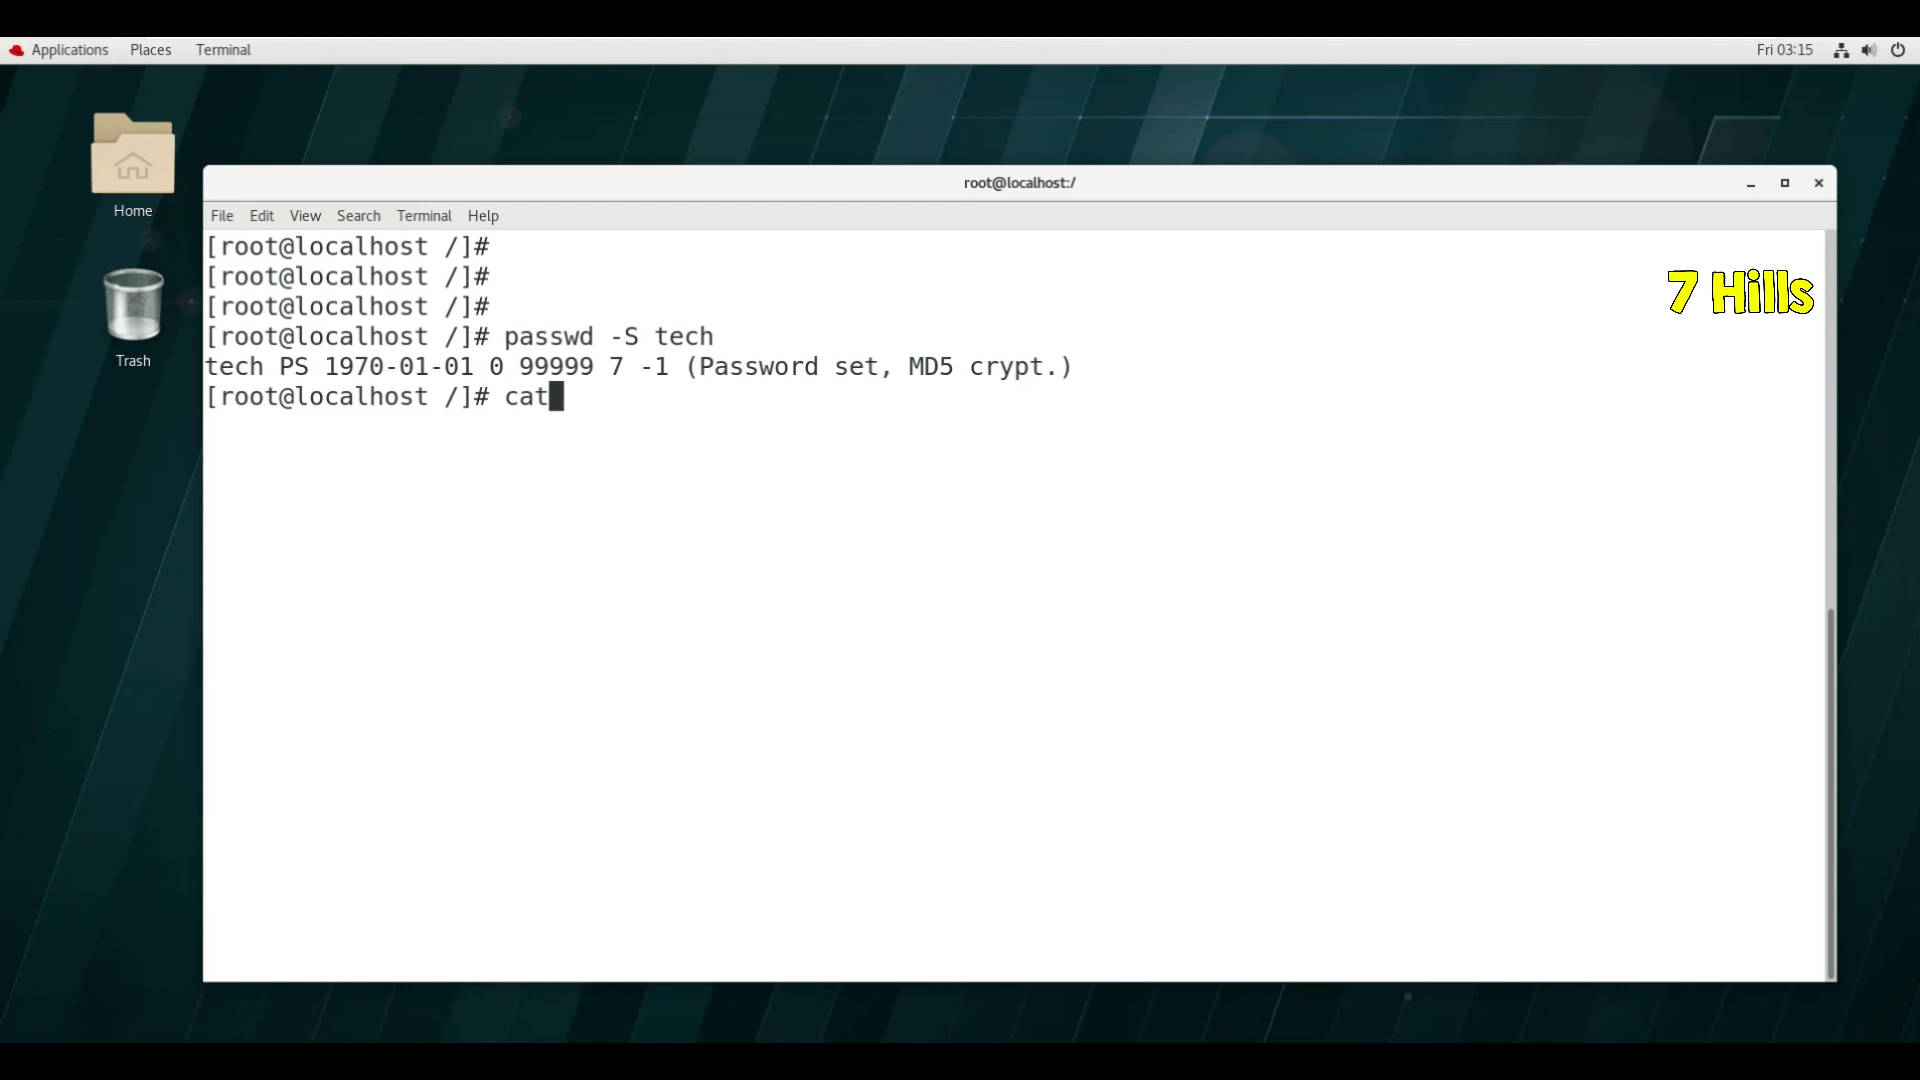 Applications Places Terminal Fri 03:15
Home
Trash
root@localhost:/
File Edit View Search Terminal Help
[root@localhost /]#
[root@localhost /]#
[root@localhost /]#
[root@localhost /]# passwd -S tech
tech PS 1970-01-01 0 99999 7 -1 (Password set, MD5 crypt.)
[root@localhost /]# cat
7 Hills